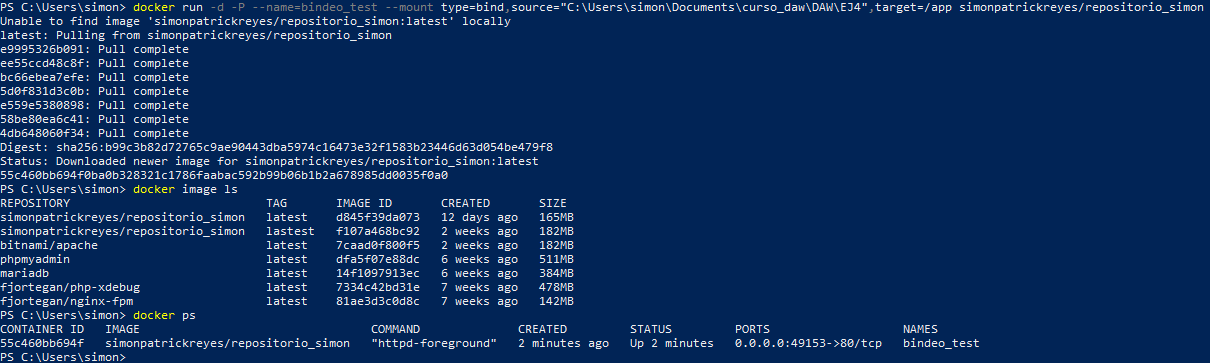 PS C:\Users\simon> docker run -d -P --name=bindeo_test --mount type=bind,source="C:\Users\simon\Documents\curso_daw\DAW\EJ4",target=/app simonpatrickreyes/repositorio_simon
Unable to find image 'simonpatrickreyes/repositorio_simon:latest' locally
latest: Pulling from simonpatrickreyes/repositorio_simon
e9995326b091: Pull complete
ee55ccd48c8f: Pull complete
bc66ebea7efe: Pull complete
5d0f831d3c0b: Pull complete
e559e5380898: Pull complete
58be80ea6c41: Pull complete
4db648060f34: Pull complete
Digest: sha256:b99c3b82d72765c9ae90443dba5974c16473e32f1583b23446d63d054be479f8
Status: Downloaded newer image for simonpatrickreyes/repositorio_simon:latest
55c460bb694f0ba0b328321c1786faabac592b99b06b1b2a678985dd0035f0a0
PS C:\Users\simon> docker image ls
REPOSITORY TAG IMAGE ID CREATED SIZE
simonpatrickreyes/repositorio_simon latest d845f39da073 12 days ago 165MB
simonpatrickreyes/repositorio_simon lastest f107a468bc92 2 weeks ago 182MB
bitnami/apache latest 7caad0f800f5 2 weeks ago 182MB
phpmyadmin latest dfa5f07e88dc 6 weeks ago 511MB
mariadb latest 14f1097913ec 6 weeks ago 384MB
fjortegan/php-xdebug latest 7334c42bd31e 7 weeks ago 478MB
fjortegan/nginx-fpm latest 81ae3d3c0d8c 7 weeks ago 142MB
PS C:\Users\simon> docker ps
CONTAINER ID IMAGE COMMAND CREATED STATUS PORTS NAMES
55c460bb694f simonpatrickreyes/repositorio_simon "httpd-foreground" 2 minutes ago Up 2 minutes 0.0.0.0:49153->80/tcp bindeo_test
PS C:\Users\simon>